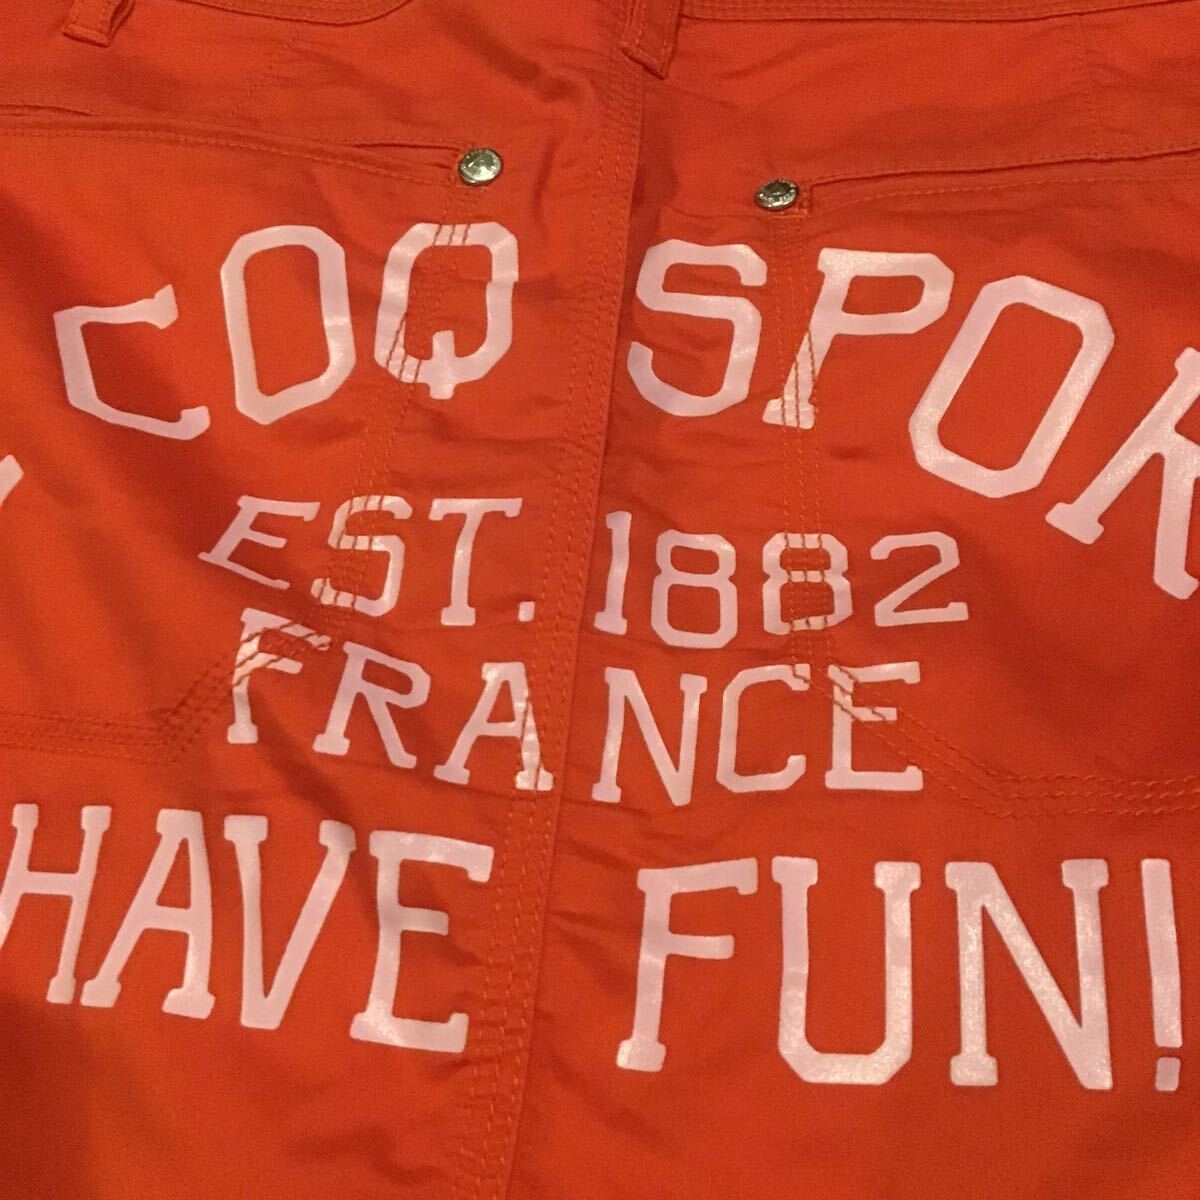 COQ SPOR
EST. 1882
FRANCE
HAVE FUN!